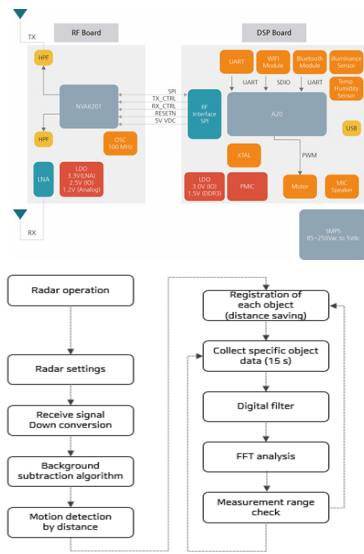 RF Board
DSP Board
TX
HPF
NVA6201
HPF
OSC
100 MHz
LNA
LDO
3.3V(LNA)
2.5V (IO)
1.2V (Analog)
RX
SPI
TX_CTRL
RX_CTRL
RESETN
5V VDC
RF
Interface
SPI
UART
WIFI
Module
Bluetooth
Module
Illuminance
Sensor
Temp.
Humidity
Sensor
UART
SDIO
UART
A20
USB
XTAL
PWM
LDO
3.0V (IO)
1.5V (DDR3)
PMIC
Motor
MIC
Speaker
SMPS
85~250Vac to 5Vdc
Radar operation
Radar settings
Receive signal
Down conversion
Background
subtraction algorithm
Motion detection
by distance
Registration of
each object
(distance saving)
Collect specific object
data (15 s)
Digital filter
FFT analysis
Measurement range
check